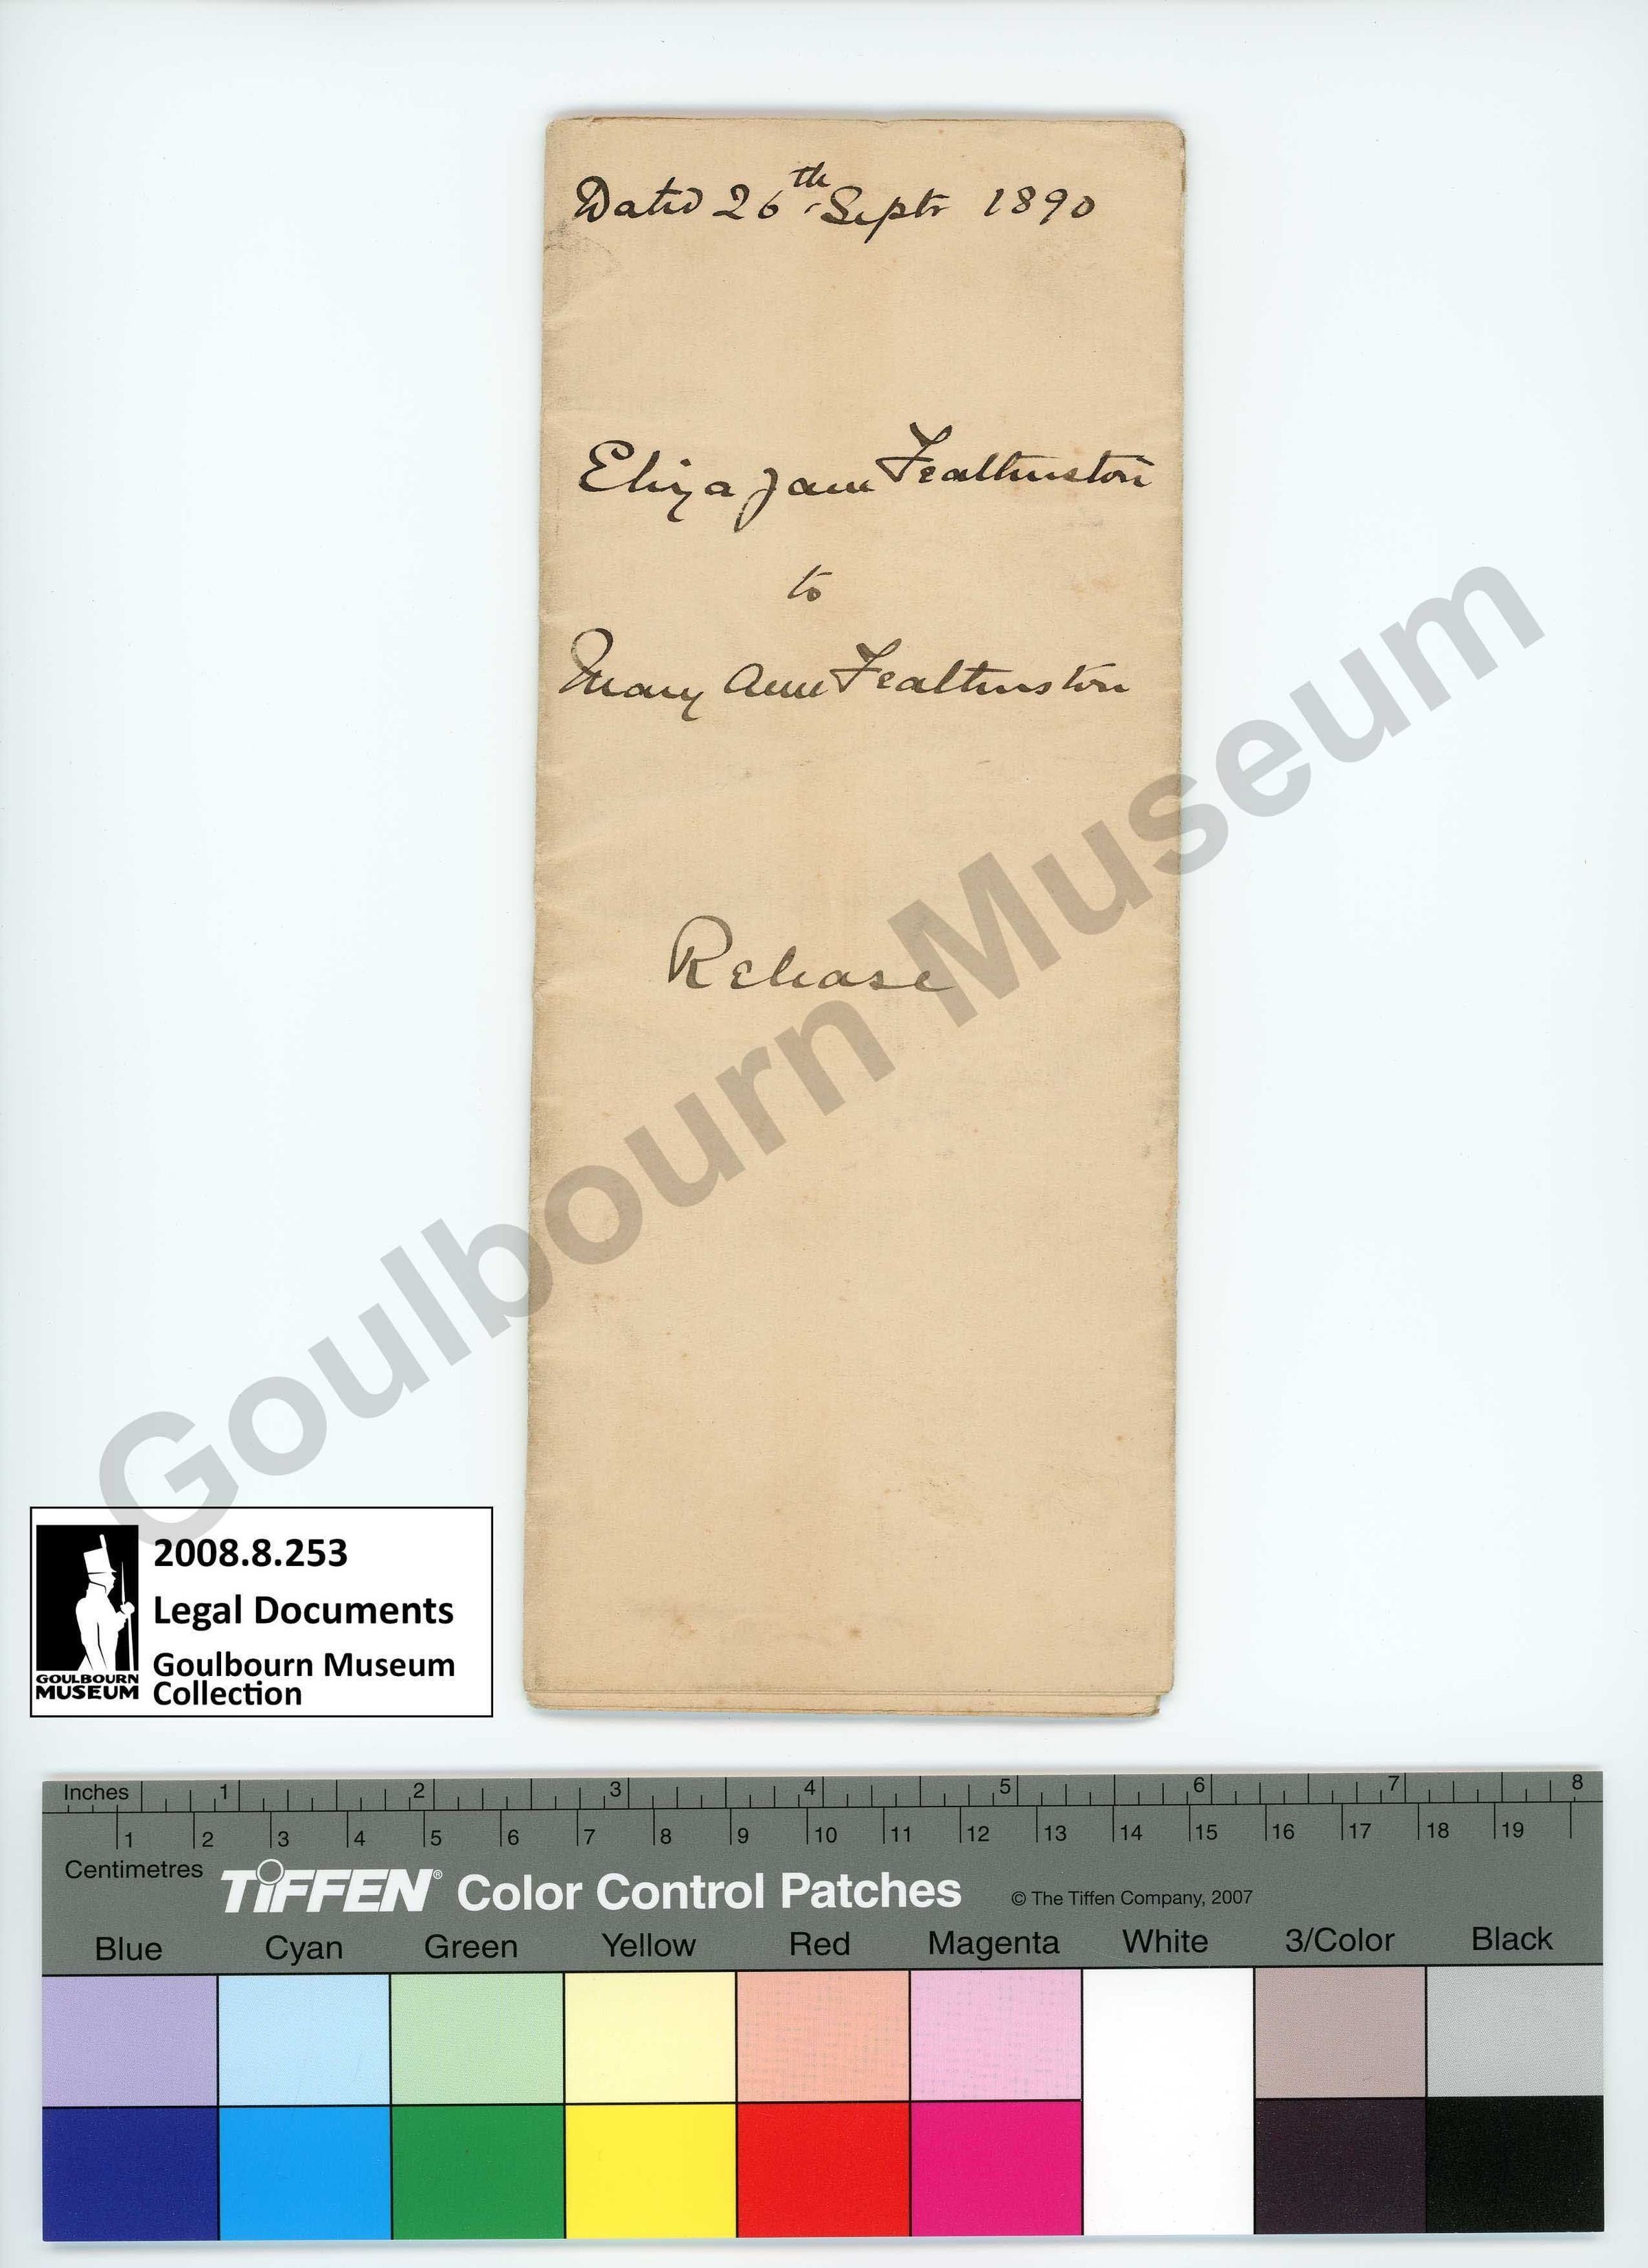 Dated 26th Septr 1890
Eliza Jane Featherston
to
Mary Ann Featherston
Release
Goulbourn Museum
2008.8.253
Legal Documents
Goulbourn Museum
Collection
GOULBOURN
MUSEUM
Inches 1 2 3 4 5 6 7 8
1 2 3 4 5 6 7 8 9 10 11 12 13 14 15 16 17 18 19
Centimetres
TIFFEN® Color Control Patches © The Tiffen Company, 2007
Blue Cyan Green Yellow Red Magenta White 3/Color Black